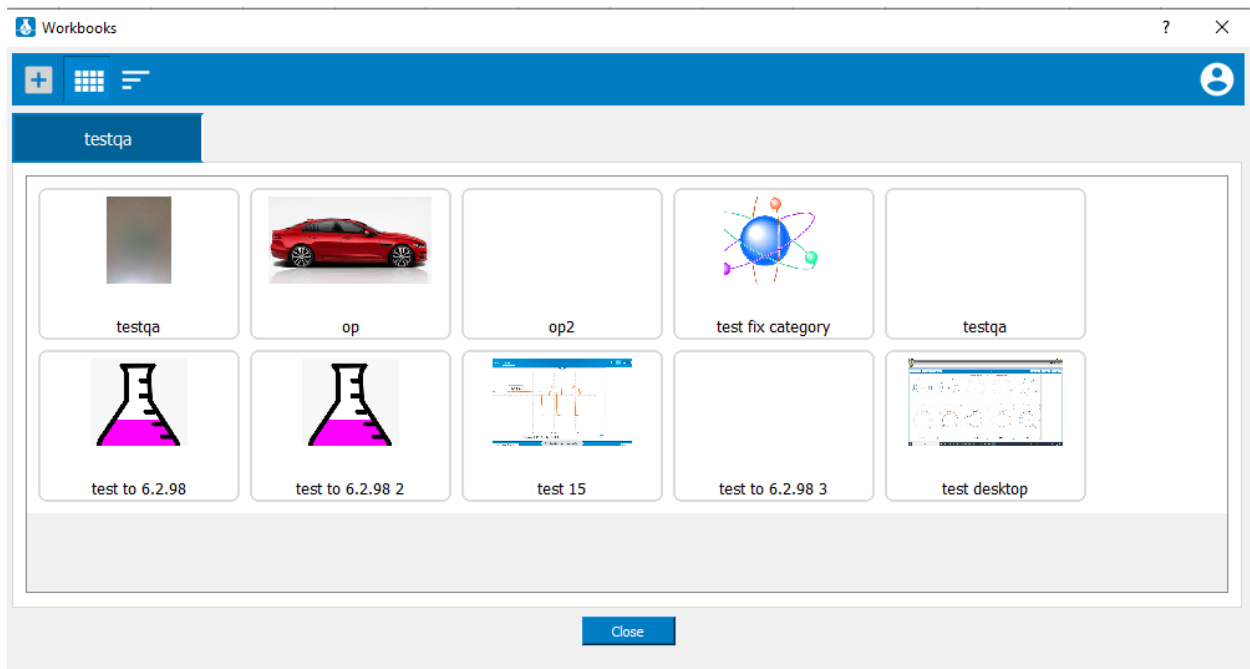 Workbooks
?
testqa
testqa
op
op2
test fix category
testqa
test to 6.2.98
test to 6.2.98 2
test 15
test to 6.2.98 3
test desktop
Close